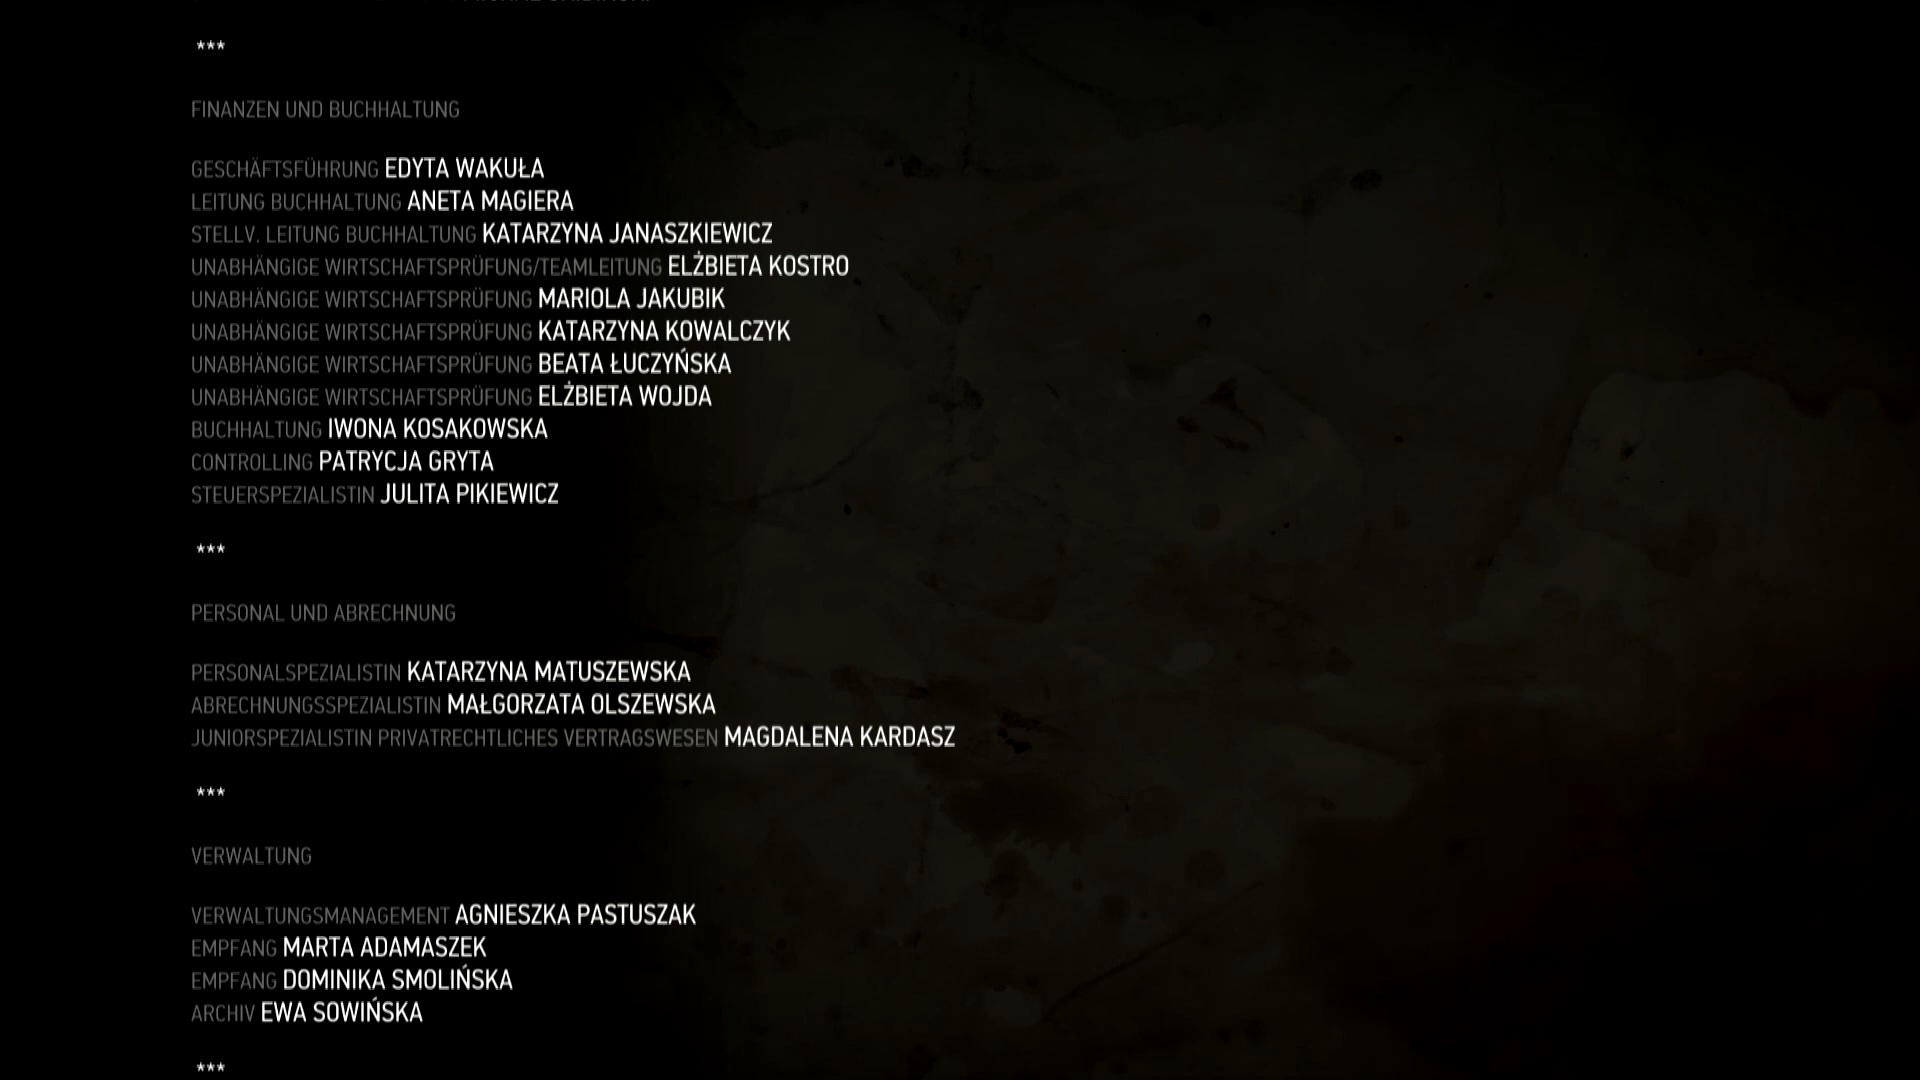 ***
FINANZEN UND BUCHHALTUNG
GESCHÄFTSFÜHRUNG EDYTA WAKUŁA
LEITUNG BUCHHALTUNG ANETA MAGIERA
STELLV. LEITUNG BUCHHALTUNG KATARZYNA JANASZKIEWICZ
UNABHÄNGIGE WIRTSCHAFTSPRÜFUNG/TEAMLEITUNG ELŻBIETA KOSTRO
UNABHÄNGIGE WIRTSCHAFTSPRÜFUNG MARIOLA JAKUBIK
UNABHÄNGIGE WIRTSCHAFTSPRÜFUNG KATARZYNA KOWALCZYK
UNABHÄNGIGE WIRTSCHAFTSPRÜFUNG BEATA ŁUCZYŃSKA
UNABHÄNGIGE WIRTSCHAFTSPRÜFUNG ELŻBIETA WOJDA
BUCHHALTUNG IWONA KOSAKOWSKA
CONTROLLING PATRYCJA GRYTA
STEUERSPEZIALISTIN JULITA PIKIEWICZ
***
PERSONAL UND ABRECHNUNG
PERSONALSPEZIALISTIN KATARZYNA MATUSZEWSKA
ABRECHNUNGSSPEZIALISTIN MAŁGORZATA OLSZEWSKA
JUNIORSPEZIALISTIN PRIVATRECHTLICHES VERTRAGSWESEN MAGDALENA KARDASZ
***
VERWALTUNG
VERWALTUNGSMANAGEMENT AGNIESZKA PASTUSZAK
EMPFANG MARTA ADAMASZEK
EMPFANG DOMINIKA SMOLIŃSKA
ARCHIV EWA SOWIŃSKA
***